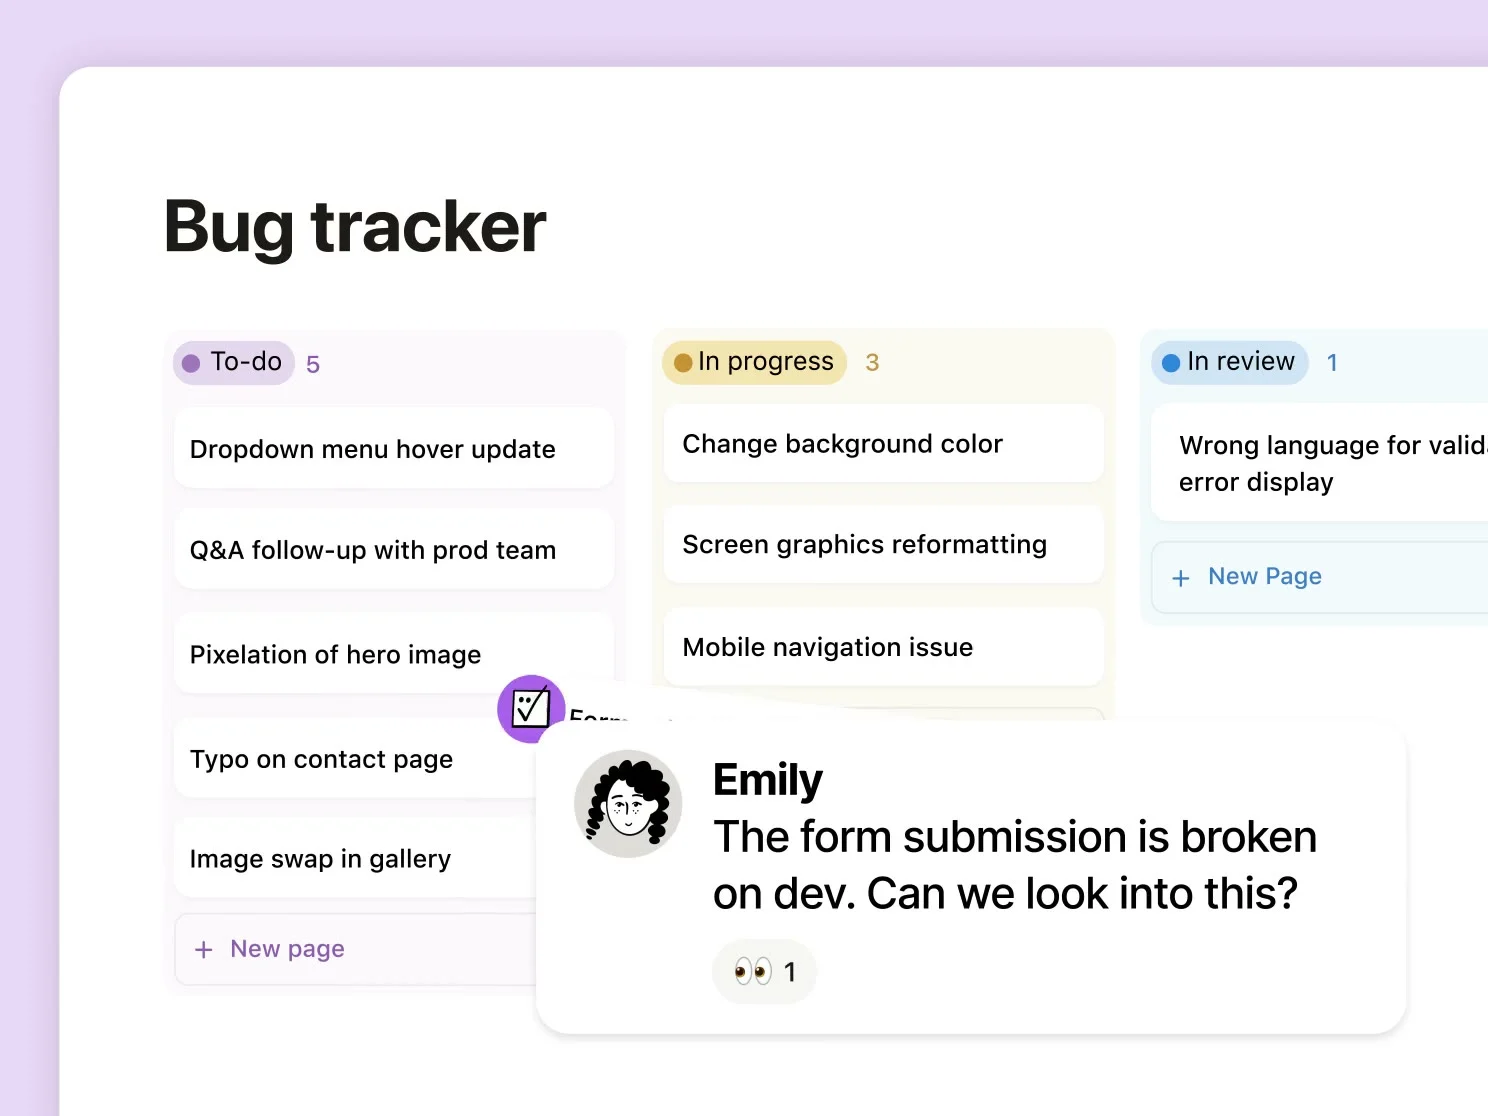 Bug tracker
To-do 5
Dropdown menu hover update
Q&A follow-up with prod team
Pixelation of hero image
Typo on contact page
Image swap in gallery
+ New page
In progress 3
Change background color
Screen graphics reformatting
Mobile navigation issue
In review 1
Wrong language for
error display
+ New Page
Emily
The form submission is broken
on dev. Can we look into this?
👀 1